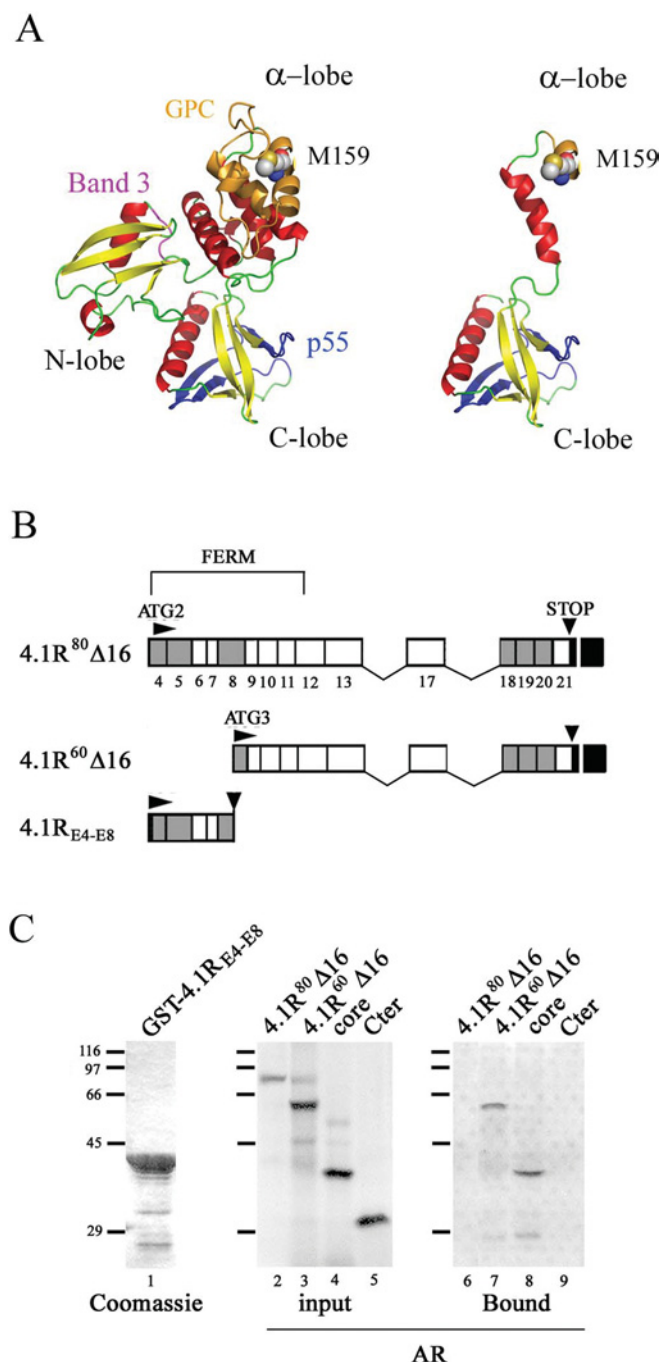 A
α–lobe
GPC
M159
Band 3
N-lobe
p55
C-lobe
α–lobe
M159
C-lobe
B
FERM
ATG2
STOP
4.1R⁸⁰Δ16
4 5 6 7 8 9 10 11 12 13 17 18 19 20 21
ATG3
4.1R⁶⁰Δ16
4.1R_E4-E8
C
GST-4.1R_E4-E8
4.1R⁸⁰Δ16
4.1R⁶⁰Δ16
core
Cter
4.1R⁸⁰Δ16
4.1R⁶⁰Δ16
core
Cter
116
97
66
45
29
1
2 3 4 5
6 7 8 9
Coomassie
input
Bound
AR